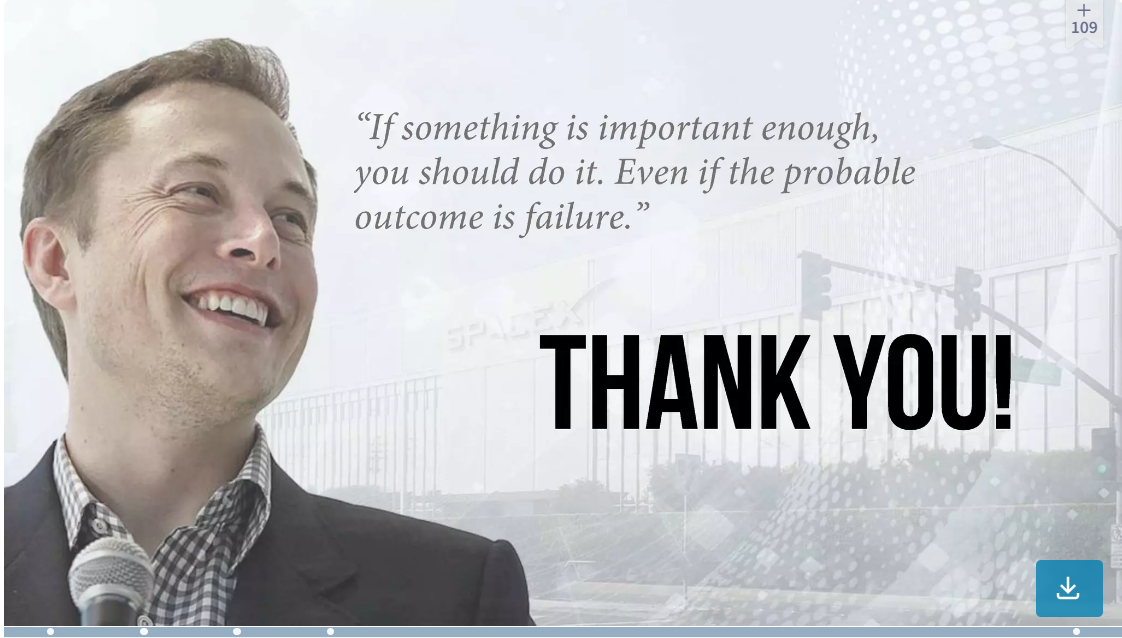 +
109
“If something is important enough,
you should do it. Even if the probable
outcome is failure.”
SPACEX
THANK YOU!